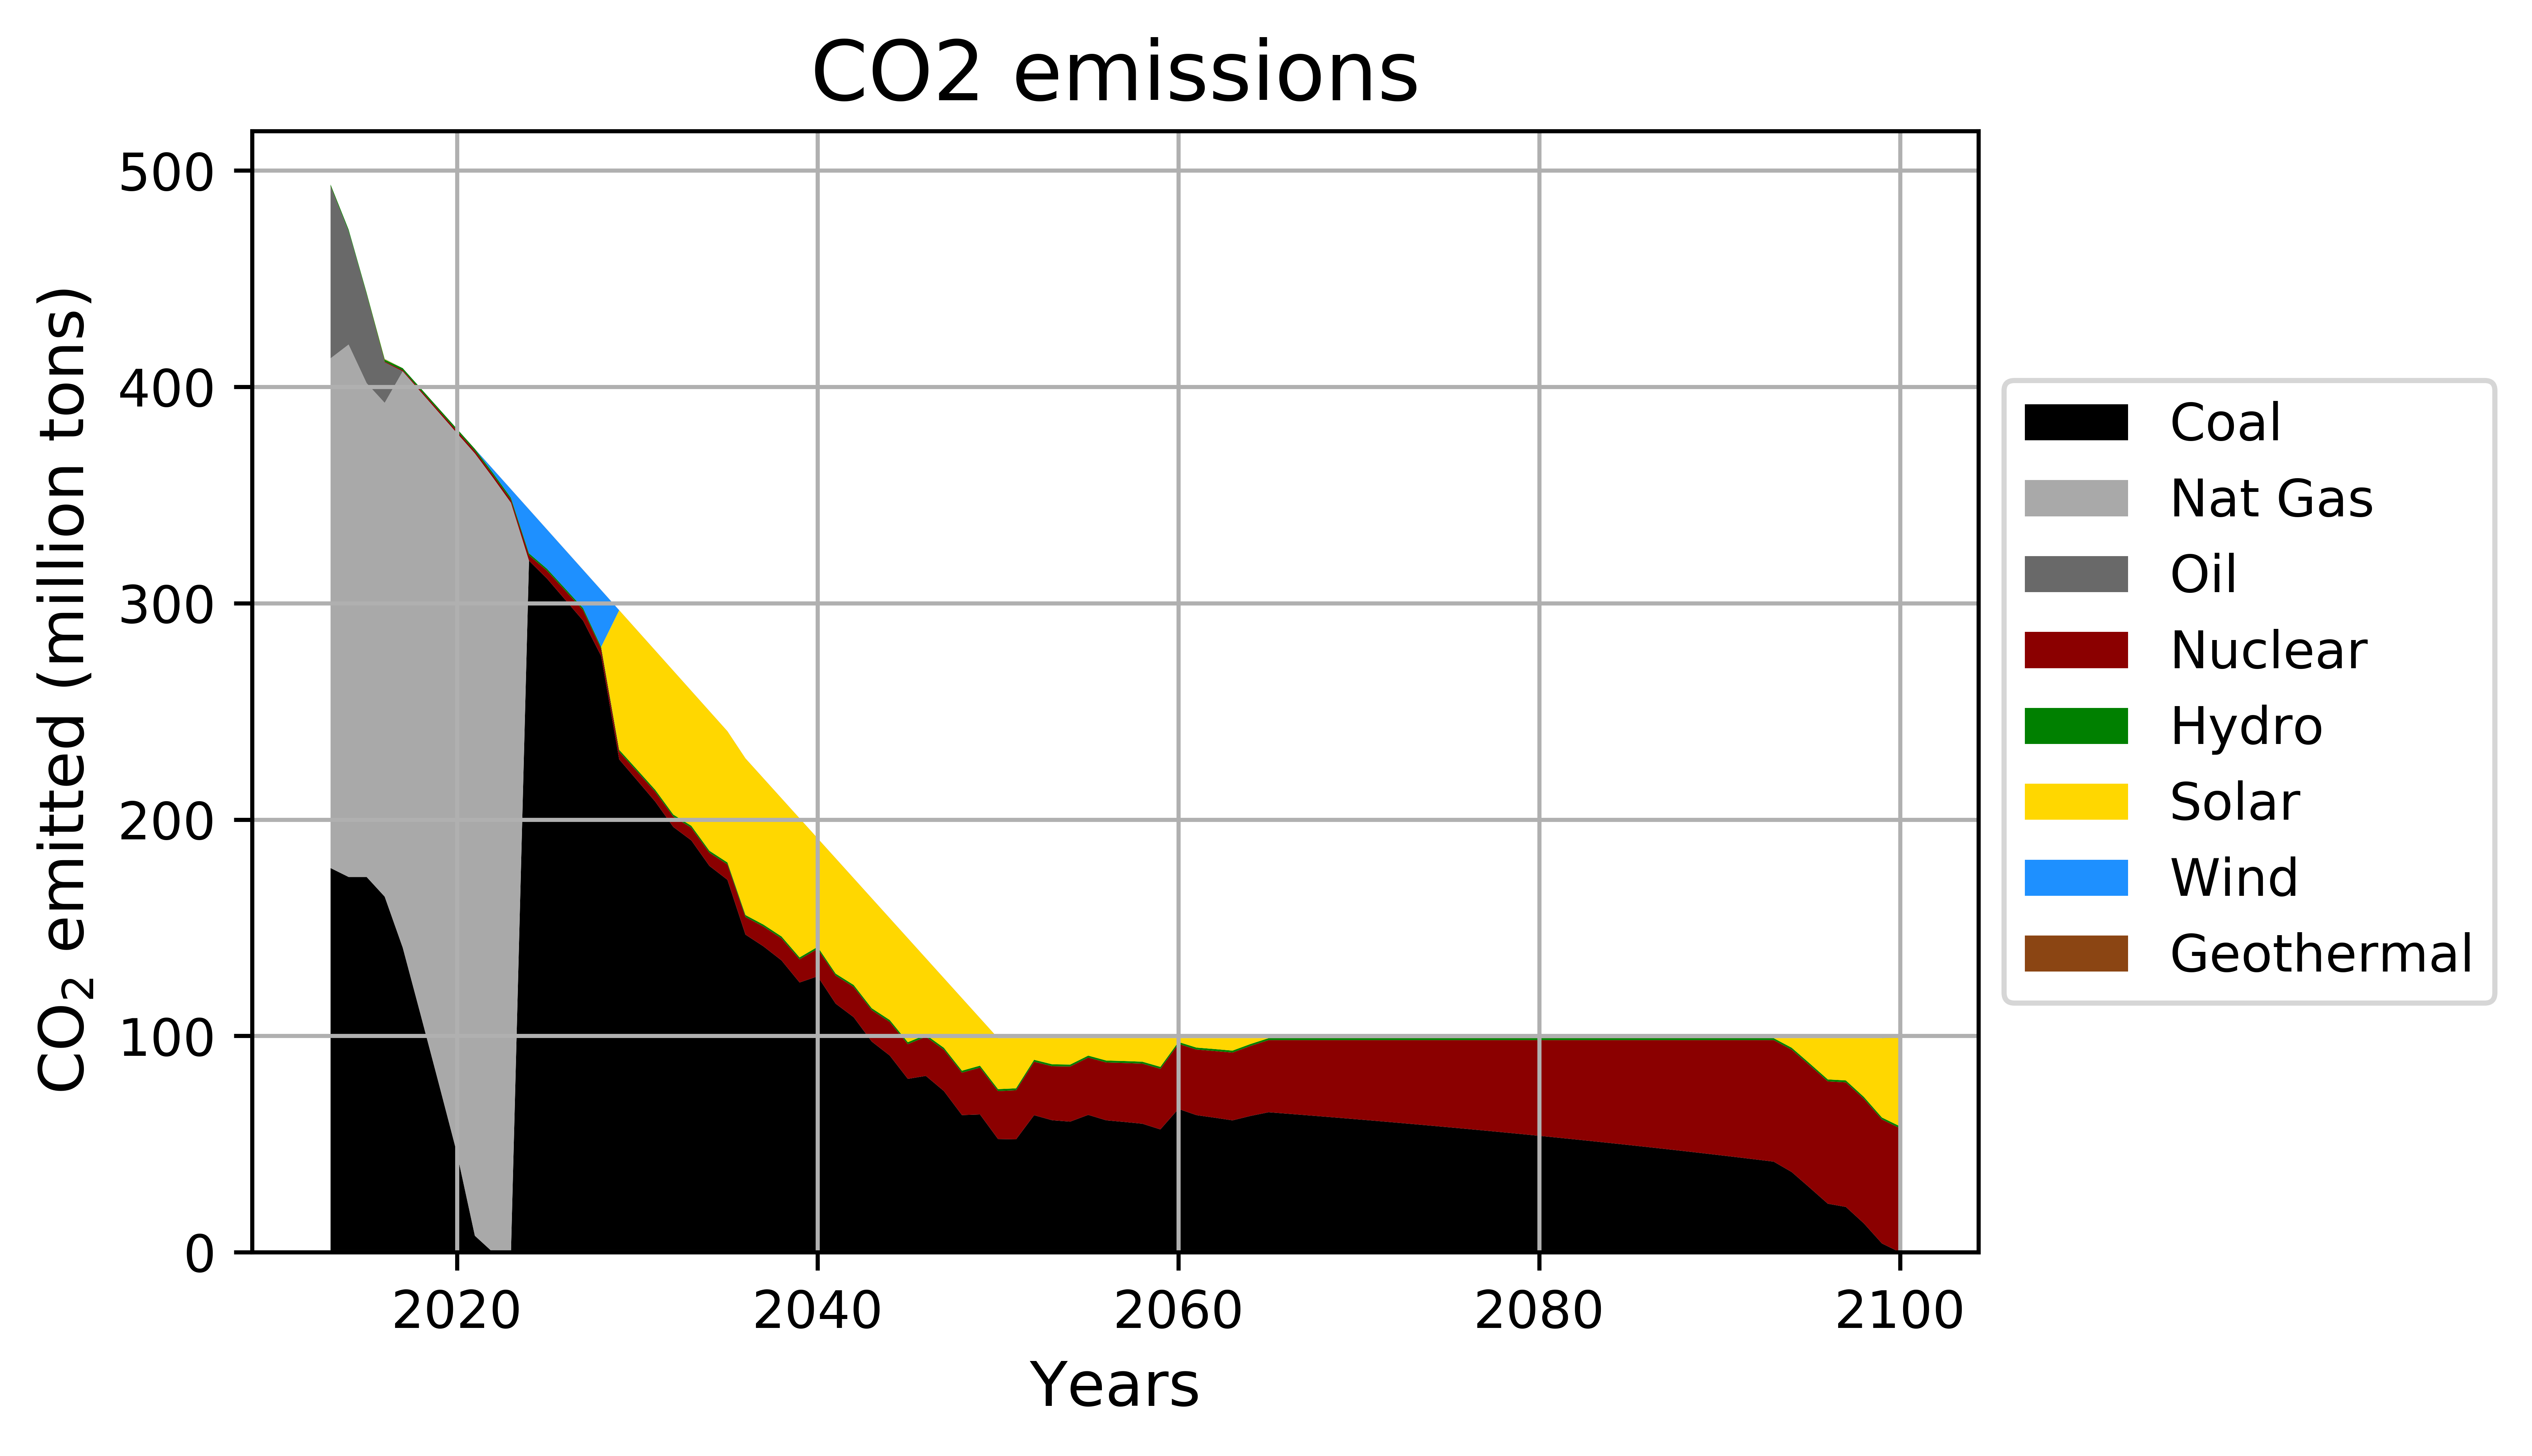 CO2 emissions
CO₂ emitted (million tons)
500
400
300
200
100
0
2020 2040 2060 2080 2100
Years
Coal
Nat Gas
Oil
Nuclear
Hydro
Solar
Wind
Geothermal